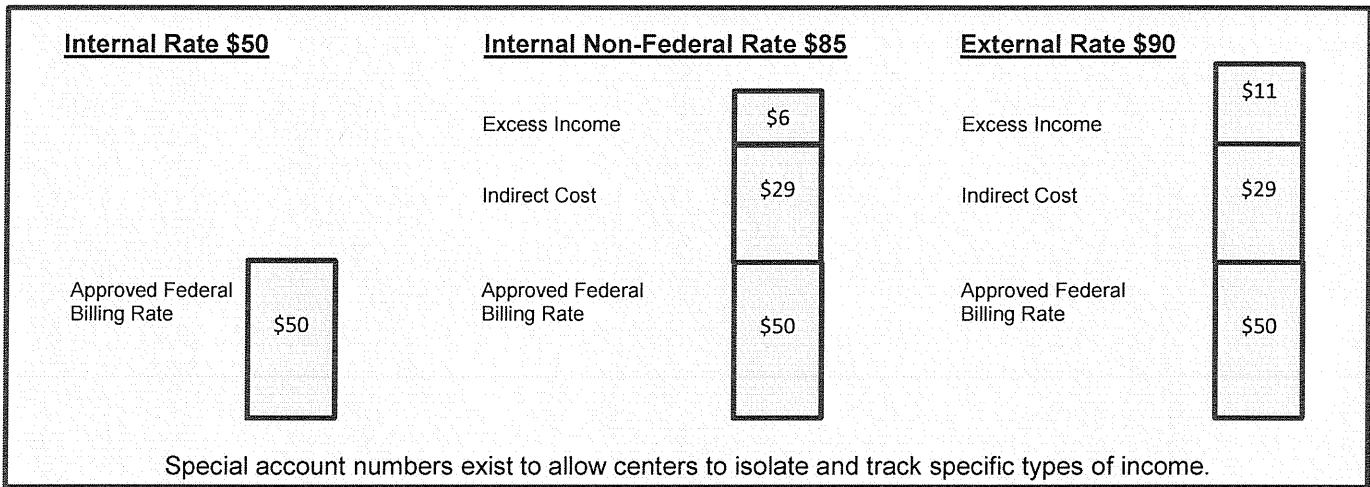 Internal Rate $50
Internal Non-Federal Rate $85
External Rate $90
Approved Federal
Billing Rate
$50
Excess Income
$6
Indirect Cost
$29
Approved Federal
Billing Rate
$50
Excess Income
$11
Indirect Cost
$29
Approved Federal
Billing Rate
$50
Special account numbers exist to allow centers to isolate and track specific types of income.